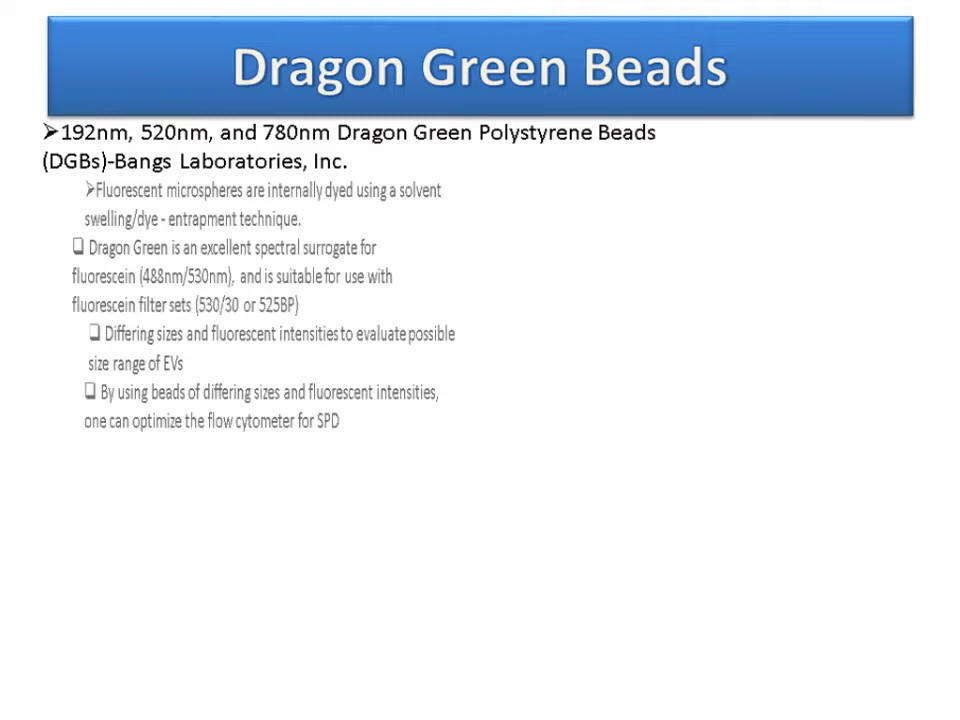 Dragon Green Beads
➢192nm, 520nm, and 780nm Dragon Green Polystyrene Beads
(DGBs)-Bangs Laboratories, Inc.
➢Fluorescent microspheres are internally dyed using a solvent
swelling/dye - entrapment technique.
❑ Dragon Green is an excellent spectral surrogate for
fluorescein (488nm/530nm), and is suitable for use with
fluorescein filter sets (530/30 or 525BP)
❑ Differing sizes and fluorescent intensities to evaluate possible
size range of EVs
❑ By using beads of differing sizes and fluorescent intensities,
one can optimize the flow cytometer for SPD